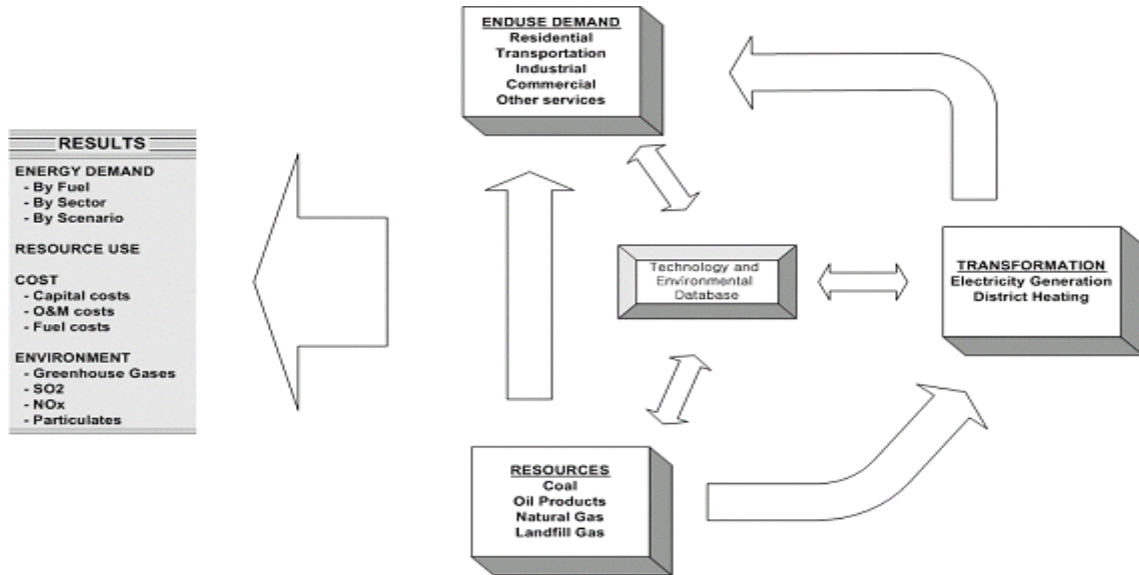 RESULTS
ENERGY DEMAND
- By Fuel
- By Sector
- By Scenario
RESOURCE USE
COST
- Capital costs
- O&M costs
- Fuel costs
ENVIRONMENT
- Greenhouse Gases
- SO2
- NOx
- Particulates
ENDUSE DEMAND
Residential
Transportation
Industrial
Commercial
Other services
Technology and
Environmental
Database
TRANSFORMATION
Electricity Generation
District Heating
RESOURCES
Coal
Oil Products
Natural Gas
Landfill Gas